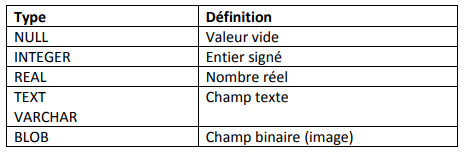 Type Définition
NULL Valeur vide
INTEGER Entier signé
REAL Nombre réel
TEXT Champ texte
VARCHAR
BLOB Champ binaire (image)